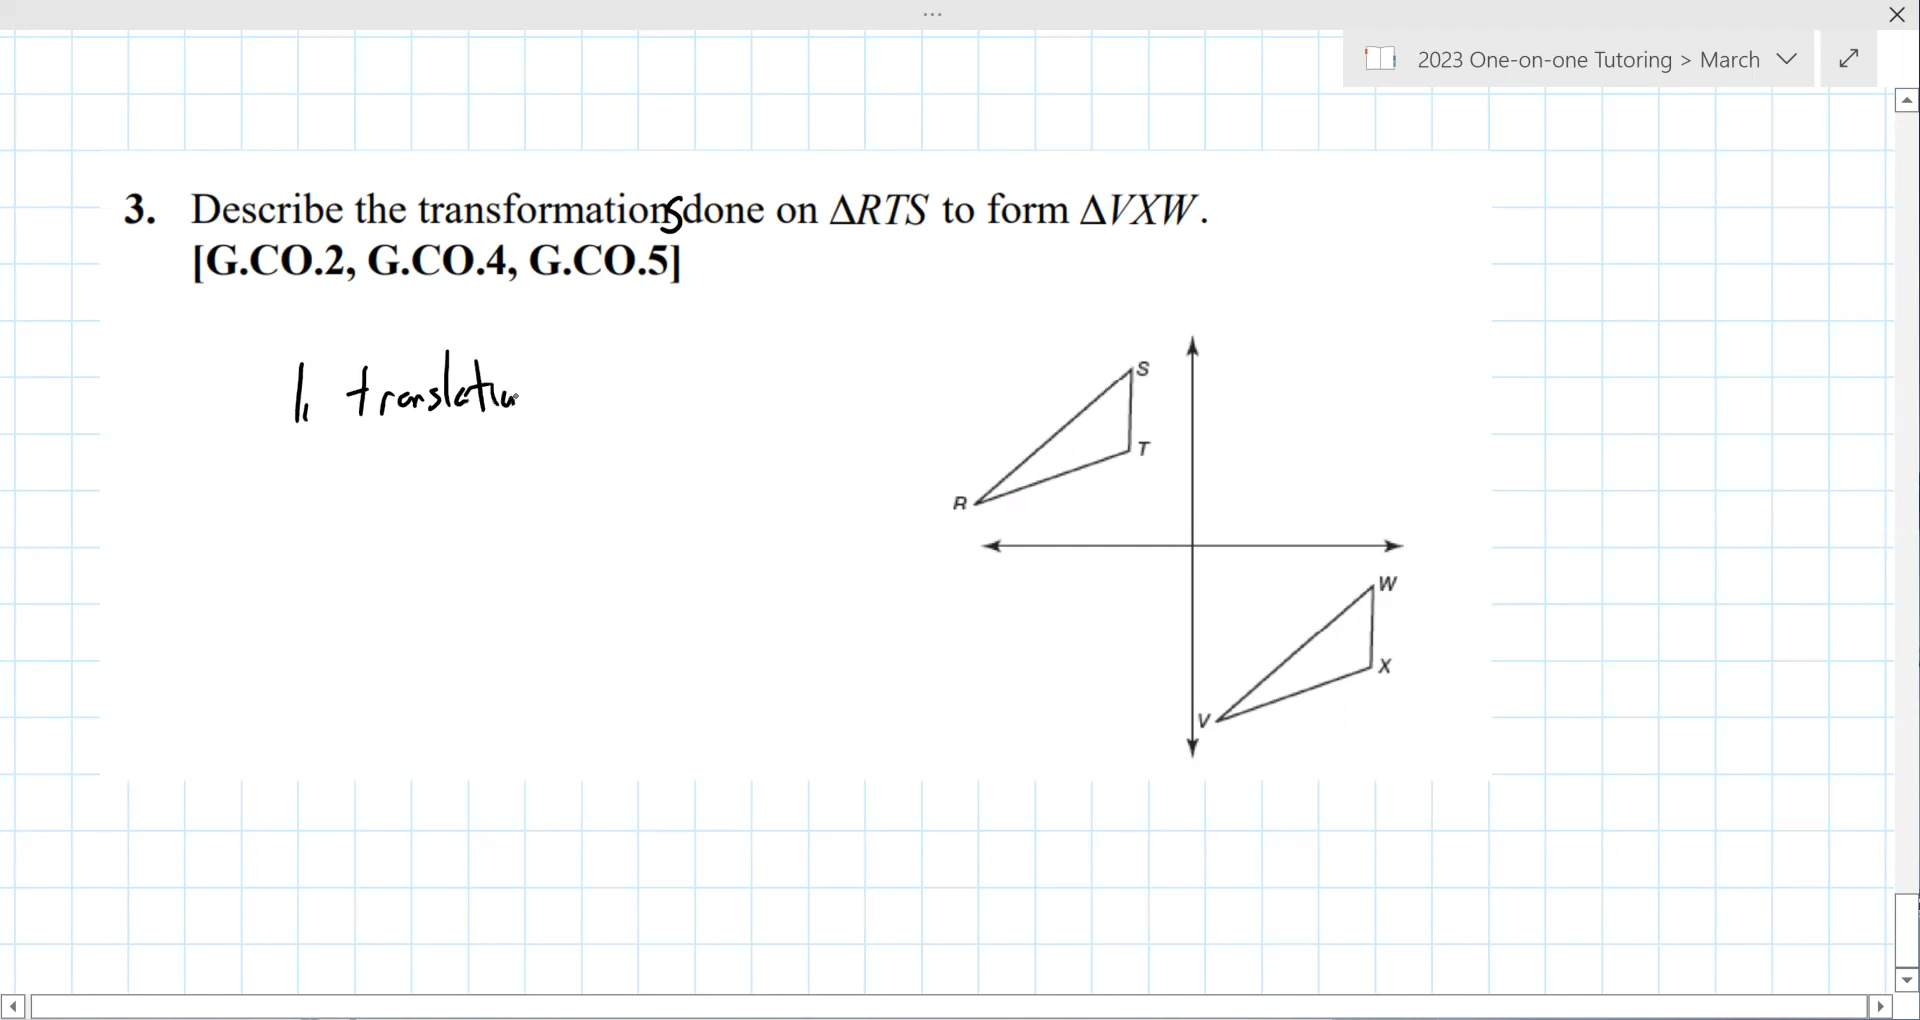 ...
2023 One-on-one Tutoring > March
3. Describe the transformations done on ΔRTS to form ΔVXW.
[G.CO.2, G.CO.4, G.CO.5]
1. translatio
S
T
R
W
X
V